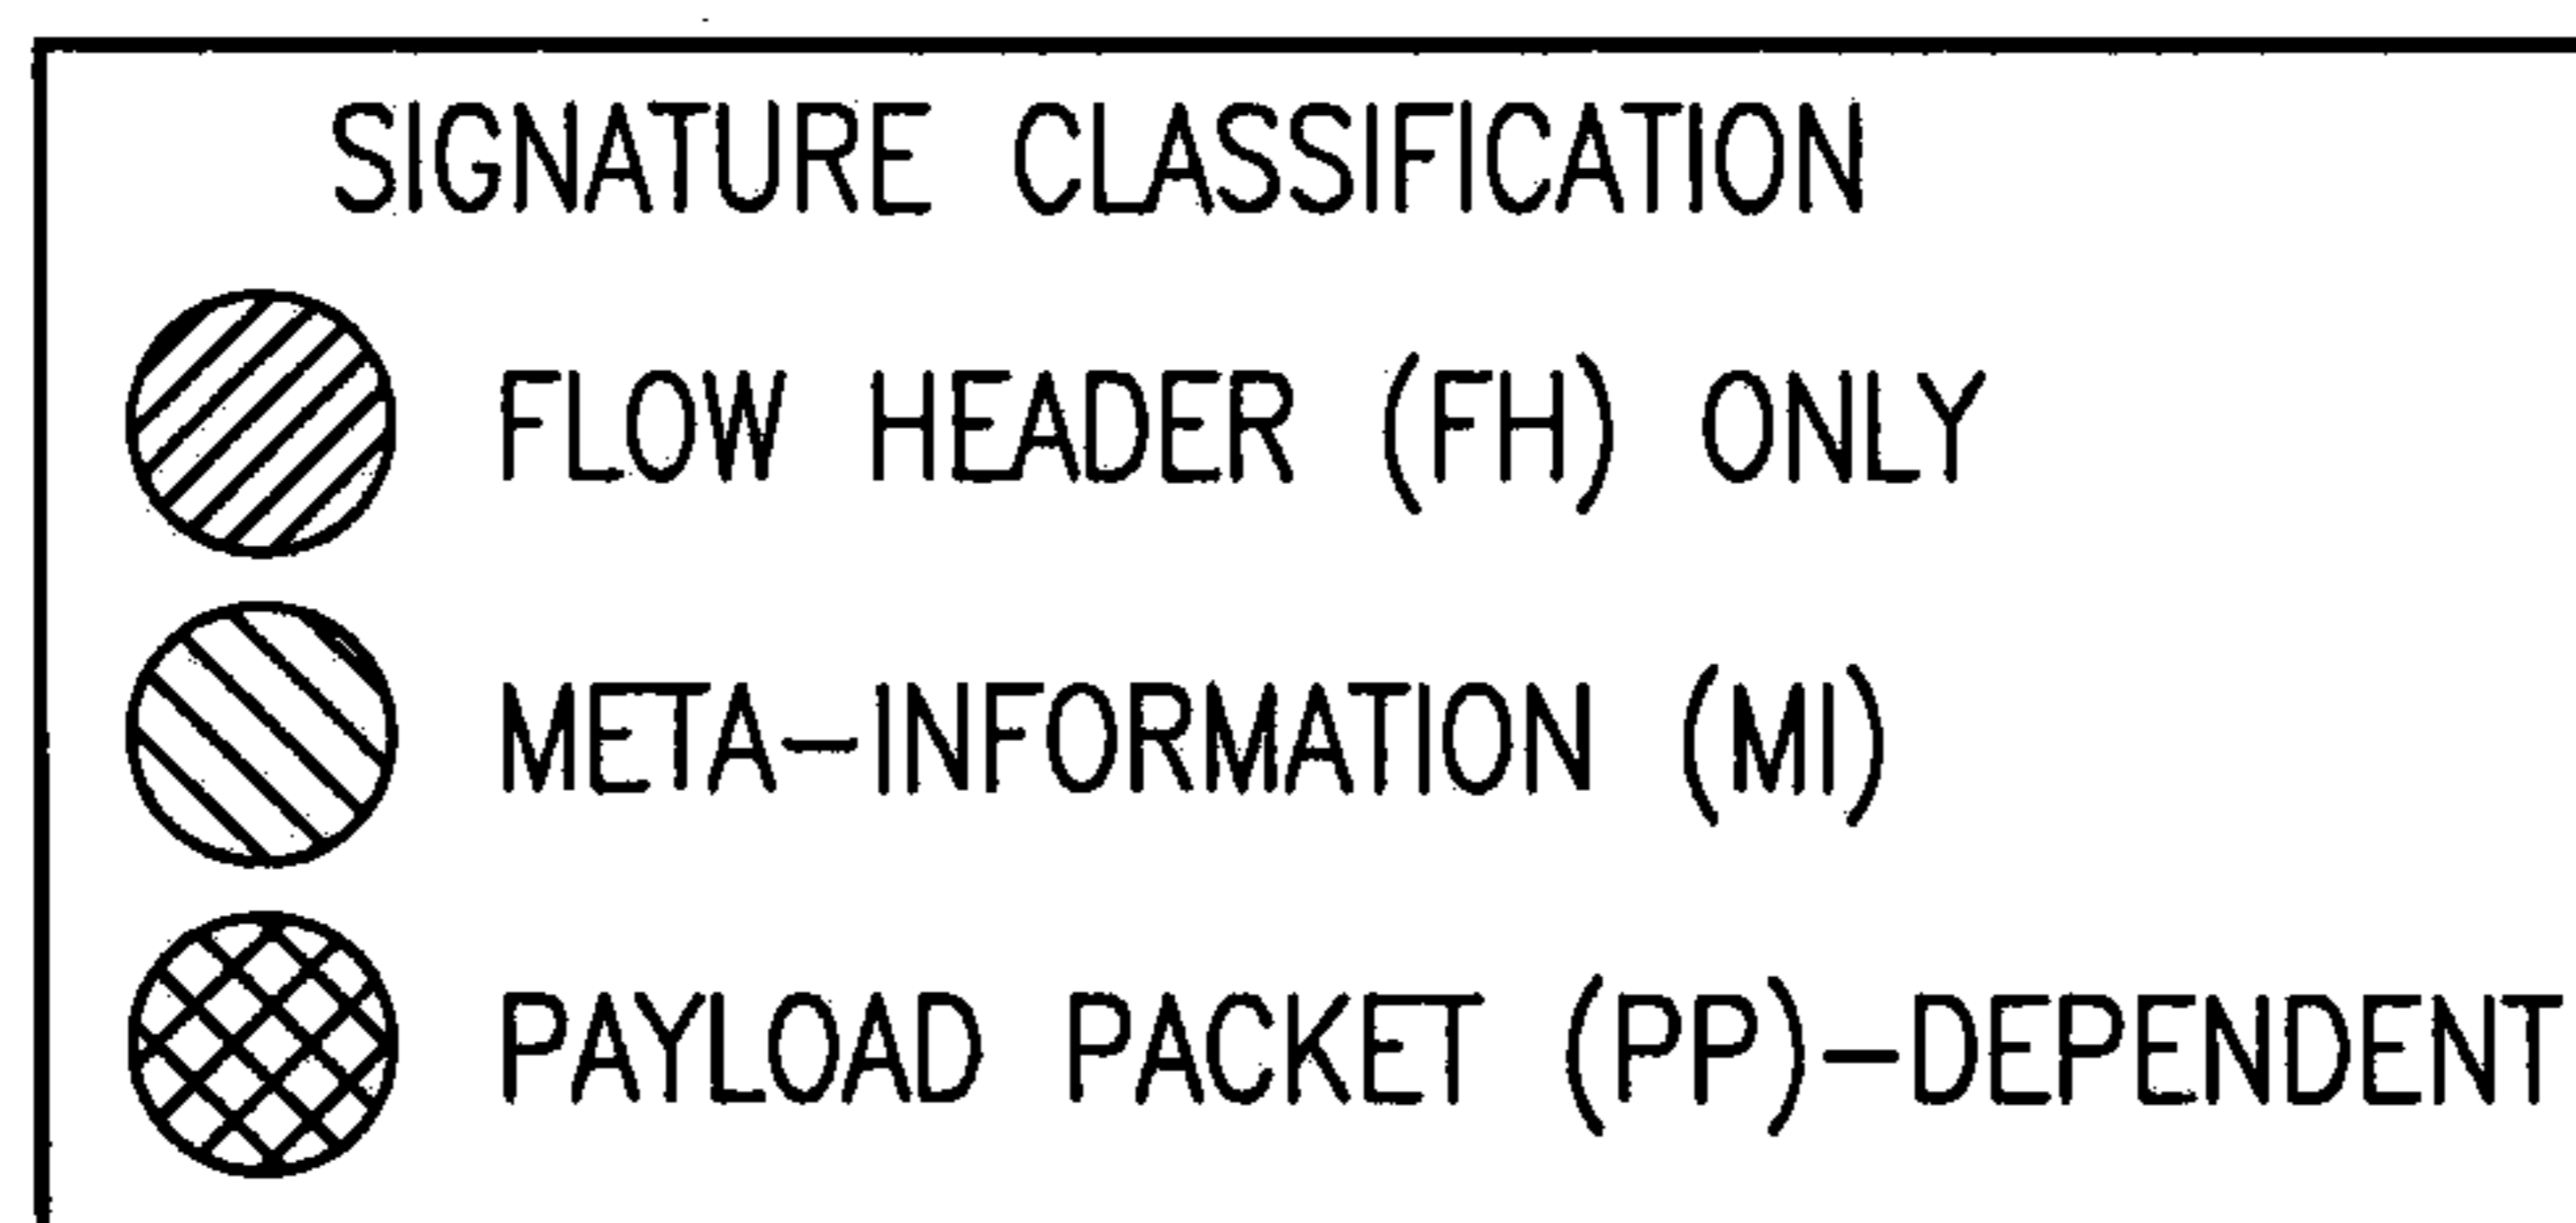 SIGNATURE CLASSIFICATION
FLOW HEADER (FH) ONLY
META-INFORMATION (MI)
PAYLOAD PACKET (PP)-DEPENDENT